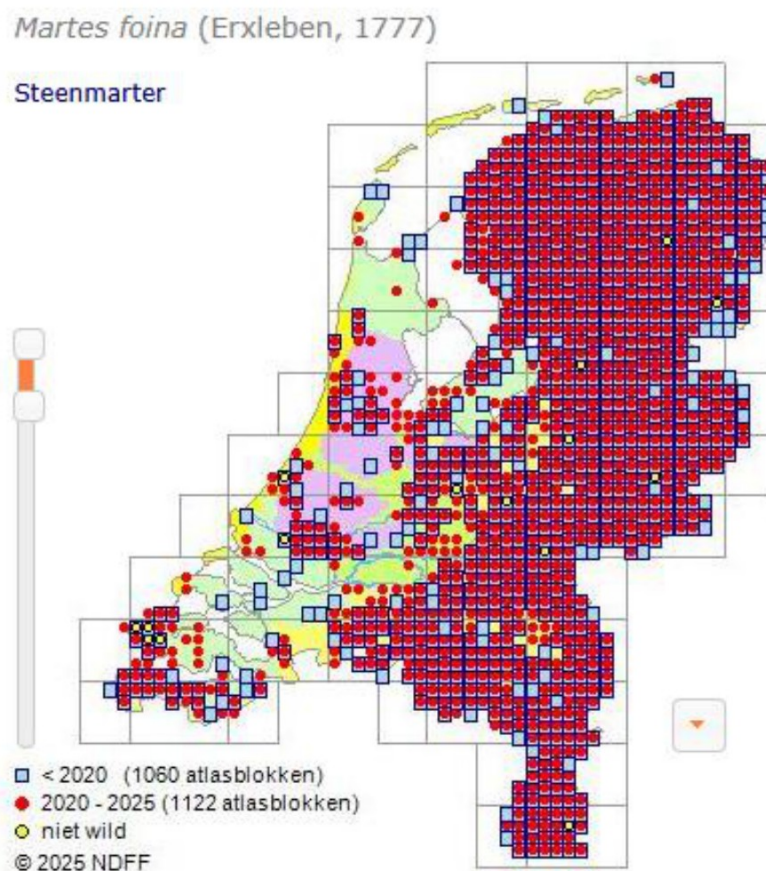 Martes foina (Erxleben, 1777)
Steenmarter
< 2020 (1060 atlasblokken)
2020 - 2025 (1122 atlasblokken)
niet wild
© 2025 NDFF